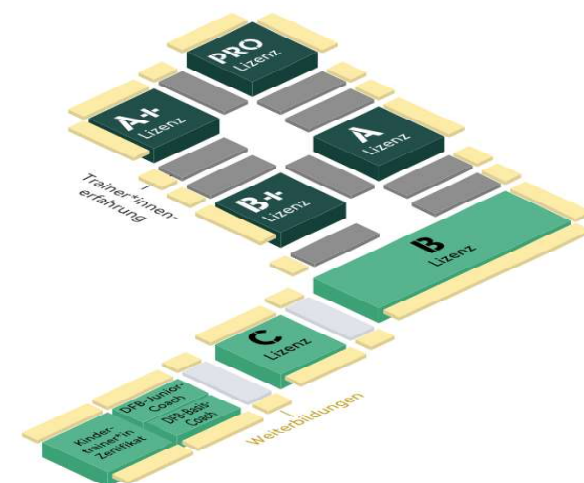 PRO
Lizenz
A+
Lizenz
A
Lizenz
Trainer*innen-
erfahrung
B+
Lizenz
B
Lizenz
C
Lizenz
DFB-Junior-
Coach
DFB-Basis-
Coach
Kinder-
trainer*in
Zertifikat
Weiterbildungen